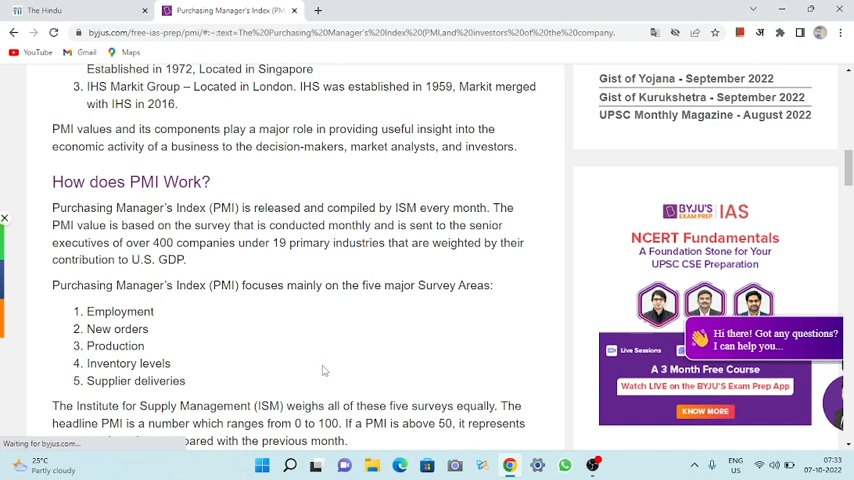 The Hindu
Purchasing Manager's Index (PMI
byjus.com/free-ias-prep/pmi/#:~:text=The%20Purchasing%20Manager's%20Index%20(PMI,and%20investors%20of%20the%20company.
YouTube
Gmail
Maps
Established in 1972, Located in Singapore
3. IHS Markit Group – Located in London. IHS was established in 1959, Markit merged
with IHS in 2016.
PMI values and its components play a major role in providing useful insight into the
economic activity of a business to the decision-makers, market analysts, and investors.
How does PMI Work?
Purchasing Manager's Index (PMI) is released and compiled by ISM every month. The
PMI value is based on the survey that is conducted monthly and is sent to the senior
executives of over 400 companies under 19 primary industries that are weighted by their
contribution to U.S. GDP.
Purchasing Manager's Index (PMI) focuses mainly on the five major Survey Areas:
1. Employment
2. New orders
3. Production
4. Inventory levels
5. Supplier deliveries
The Institute for Supply Management (ISM) weighs all of these five surveys equally. The
headline PMI is a number which ranges from 0 to 100. If a PMI is above 50, it represents
pared with the previous month.
Waiting for byjus.com...
Gist of Yojana - September 2022
Gist of Kurukshetra - September 2022
UPSC Monthly Magazine - August 2022
BYJU'S
EXAM PREP
IAS
NCERT Fundamentals
A Foundation Stone for Your
UPSC CSE Preparation
Hi there! Got any questions?
I can help you...
Live Sessions
A 3 Month Free Course
Watch LIVE on the BYJU'S Exam Prep App
KNOW MORE
25°C
Partly cloudy
ENG
US
07:33
07-10-2022